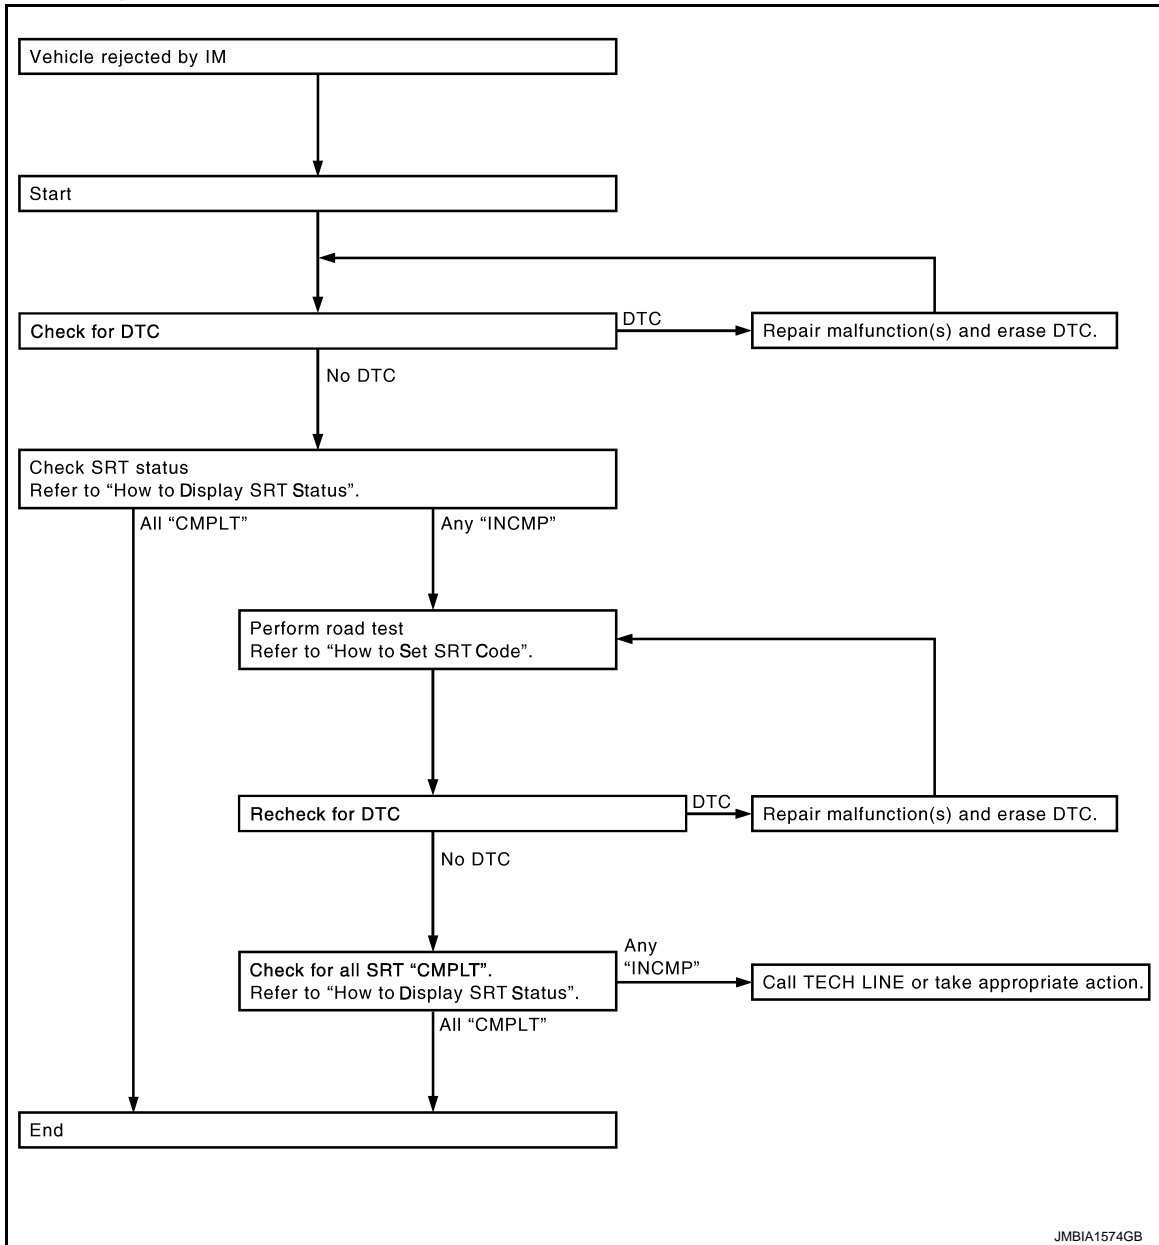 Vehicle rejected by IM
Start
Check for DTC
DTC
Repair malfunction(s) and erase DTC.
No DTC
Check SRT status
Refer to “How to Display SRT Status”.
All “CMPLT”
Any “INCMP”
Perform road test
Refer to “How to Set SRT Code”.
Recheck for DTC
DTC
Repair malfunction(s) and erase DTC.
No DTC
Check for all SRT “CMPLT”.
Refer to “How to Display SRT Status”.
Any
“INCMP”
Call TECH LINE or take appropriate action.
All “CMPLT”
End
JMBIA1574GB